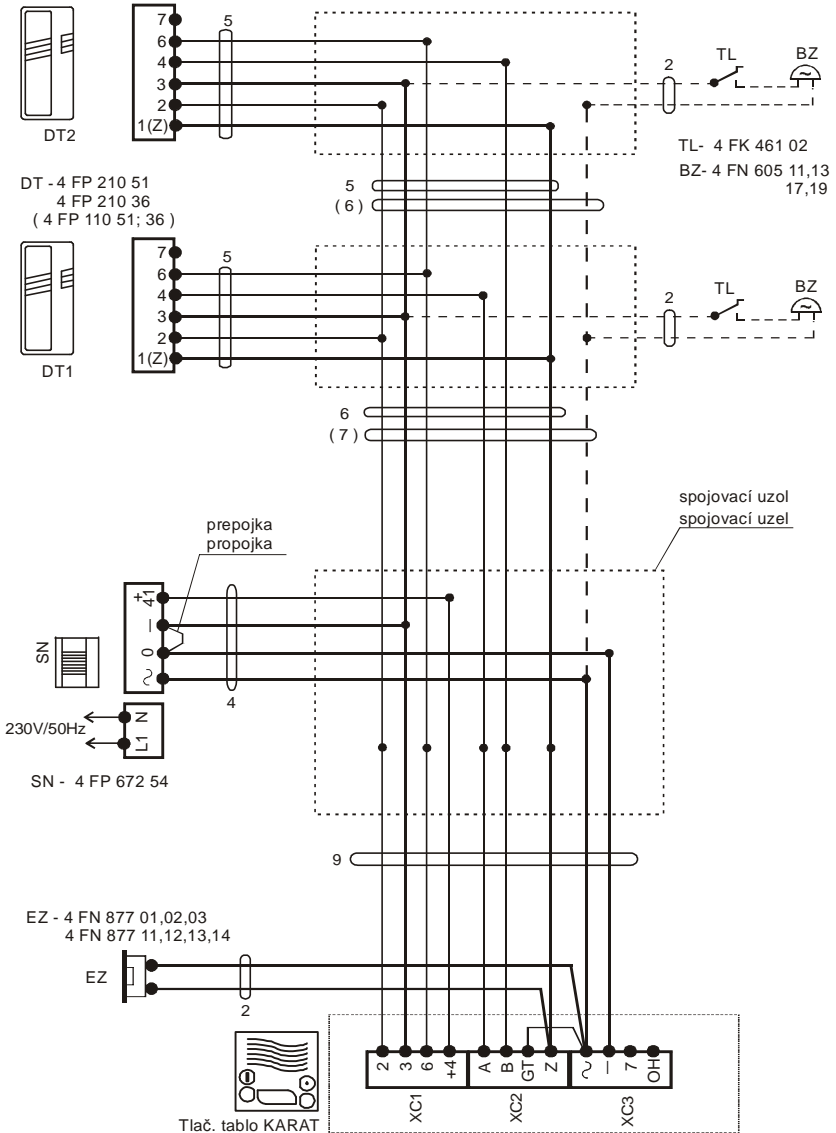 7
6
4
3
2
1(Z)
5
DT2
2
TL
BZ
TL- 4 FK 461 02
BZ- 4 FN 605 11,13
17,19
DT - 4 FP 210 51
4 FP 210 36
( 4 FP 110 51; 36 )
5
( 6 )
7
6
4
3
2
1(Z)
5
DT1
2
TL
BZ
6
( 7 )
spojovací uzol
spojovací uzel
prepojka
propojka
+41
—
0
~
SN
4
N
L1
230V/50Hz
SN - 4 FP 672 54
9
EZ - 4 FN 877 01,02,03
4 FN 877 11,12,13,14
EZ
2
2
3
6
+4
A
B
GT
Z
~
—
7
OH
XC1
XC2
XC3
Tlač. tablo KARAT